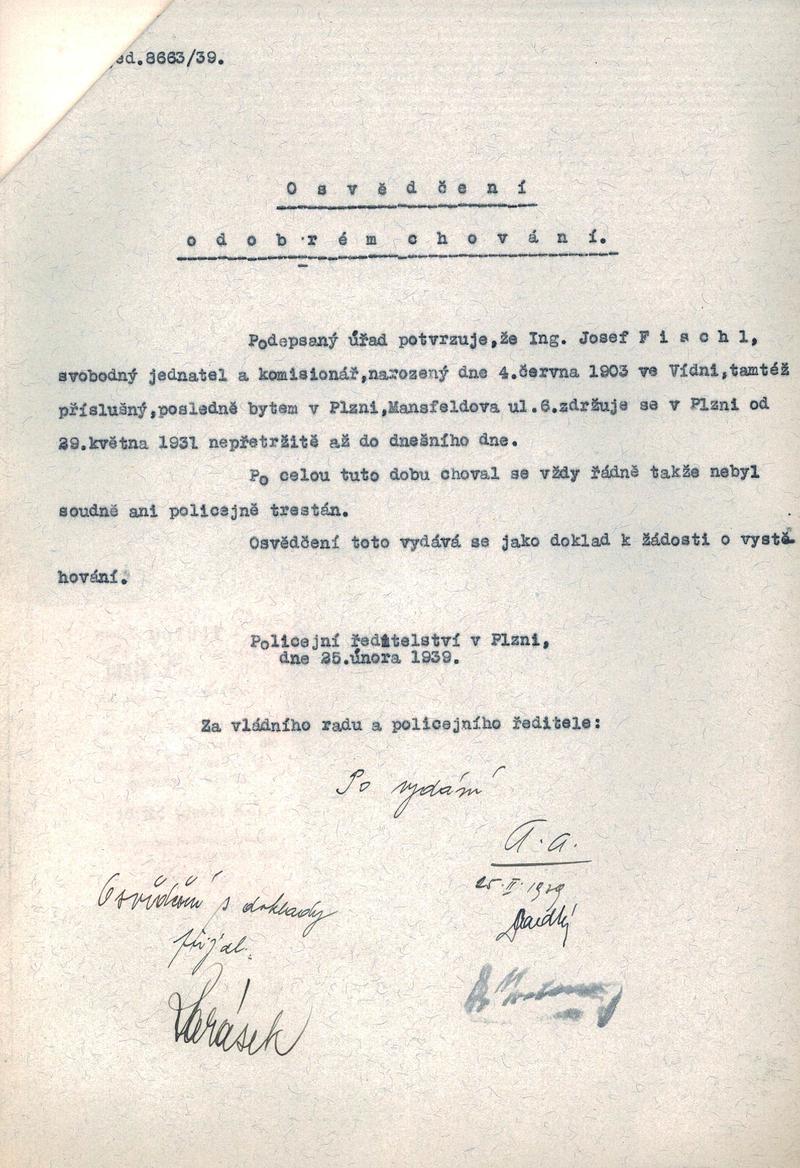 ed.8663/39.
Osvědčení
o dobrém chování.
Podepsaný úřad potvrzuje,že Ing. Josef Fischl,
svobodný jednatel a komisionář,narozený dne 4.června 1903 ve Vídni,tamtéž
příslušný,posledně bytem v Plzni,Mansfeldova ul.6.zdržuje se v Plzni od
29.května 1931 nepřetržitě až do dnešního dne.
Po celou tuto dobu choval se vždy řádně takže nebyl
soudně ani policejně trestán.
Osvědčení toto vydává se jako doklad k žádosti o vystě-
hování.
Policejní ředitelství v Plzni,
dne 25.února 1939.
Za vládního radu a policejního ředitele:
Po vydání
a. a.
25. II. 1939
Osvědčení s doklady
přijal.